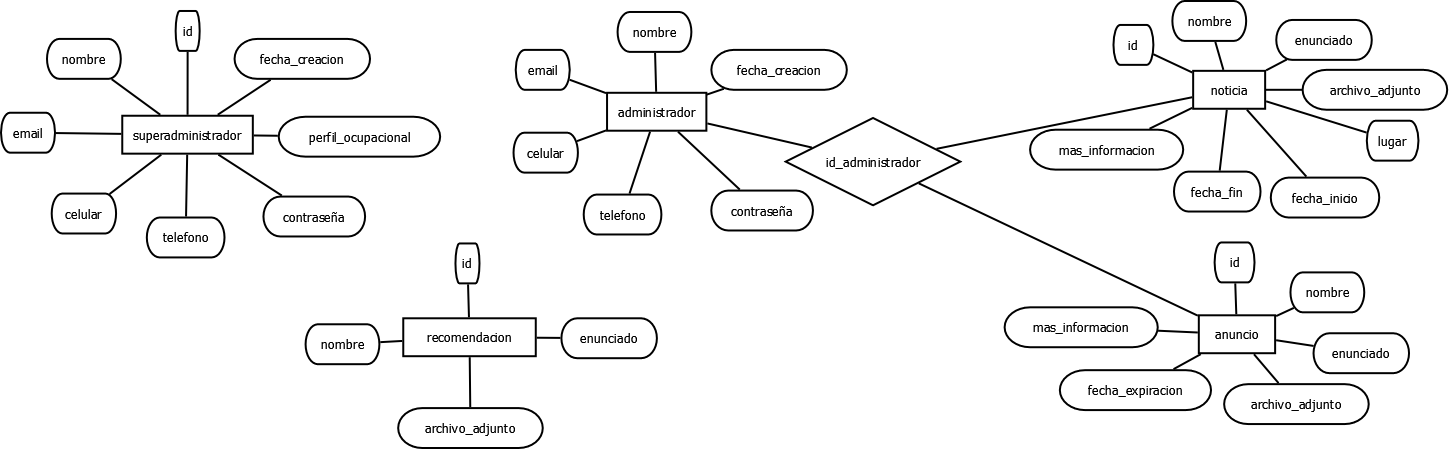 id
nombre
fecha_creacion
email
superadministrador
perfil_ocupacional
celular
telefono
contraseña
nombre
email
fecha_creacion
administrador
celular
telefono
contraseña
id_administrador
nombre
id
enunciado
noticia
archivo_adjunto
mas_informacion
lugar
fecha_fin
fecha_inicio
id
nombre
recomendacion
enunciado
archivo_adjunto
id
nombre
mas_informacion
anuncio
enunciado
fecha_expiracion
archivo_adjunto